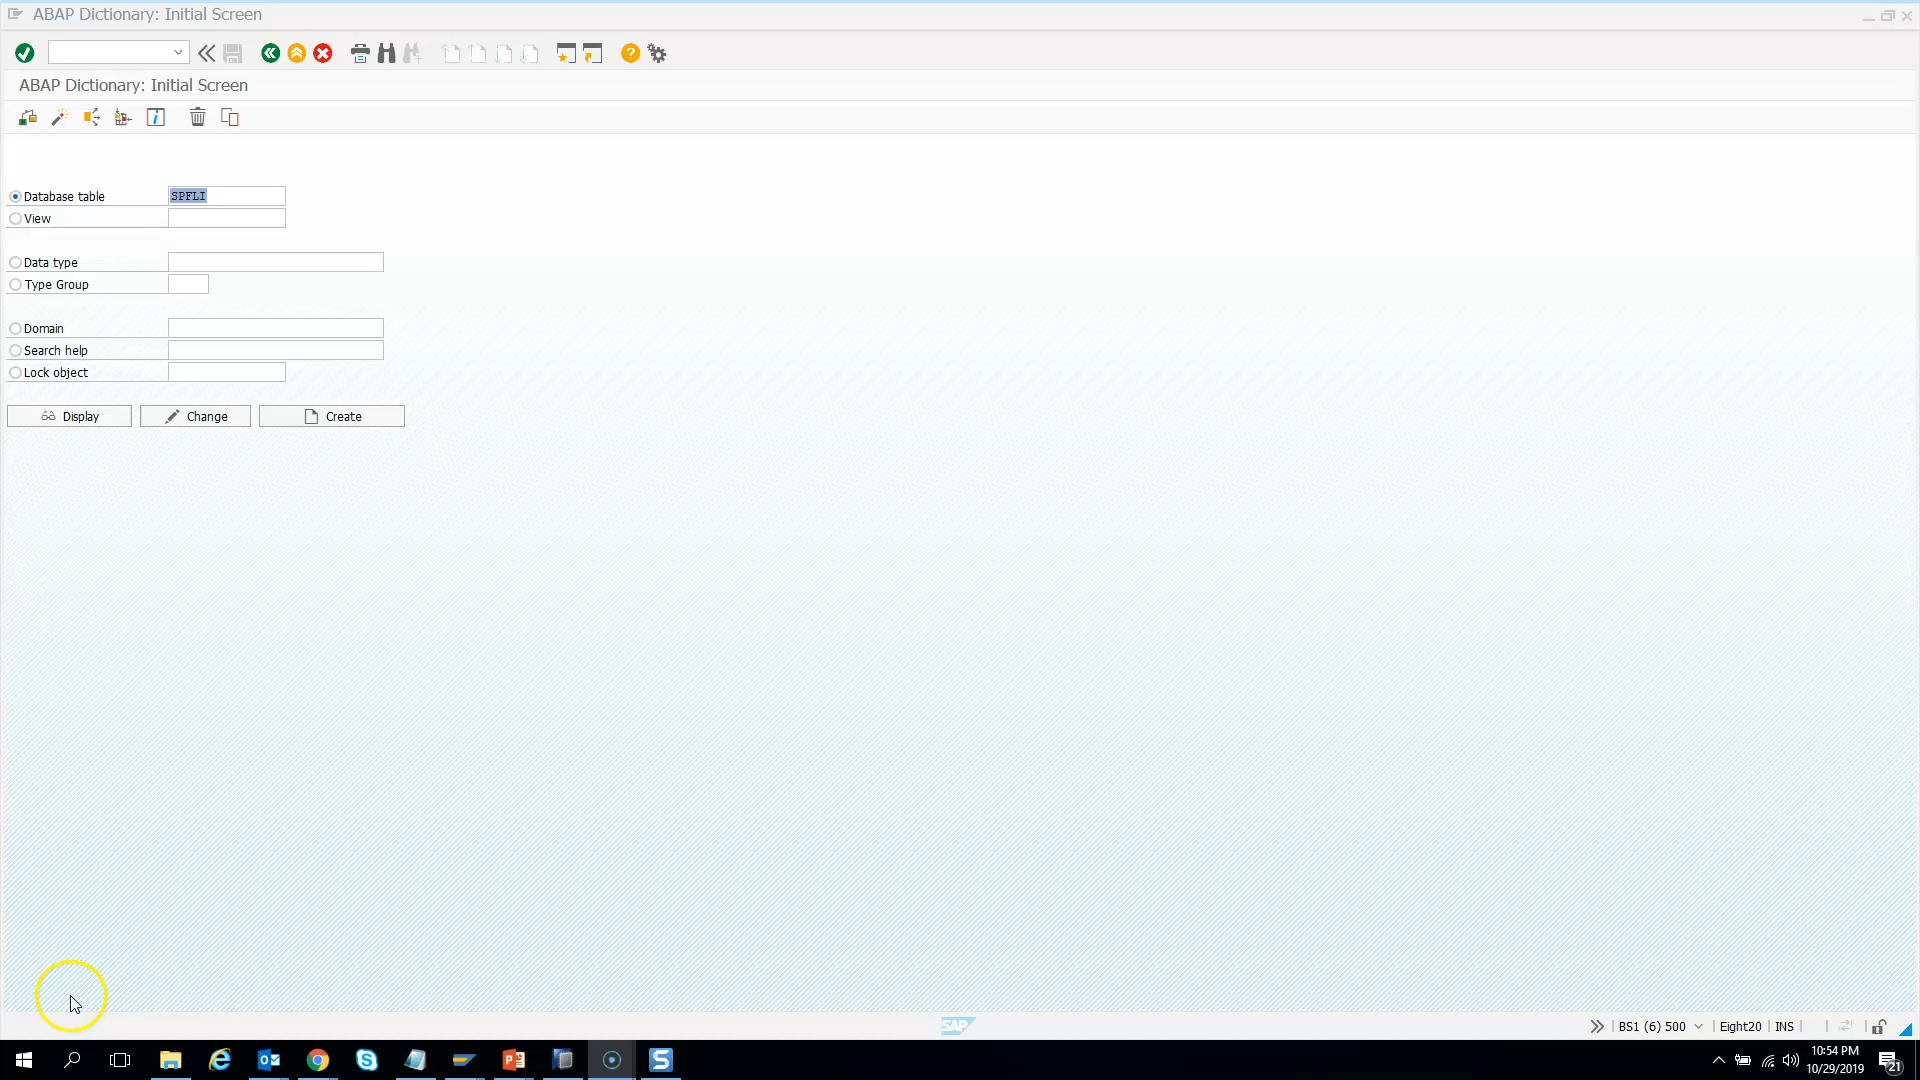 ABAP Dictionary: Initial Screen
ABAP Dictionary: Initial Screen
Database table SPFLI
View
Data type
Type Group
Domain
Search help
Lock object
Display Change Create
SAP
BS1 (6) 500 Eight20 INS
10:54 PM
10/29/2019
21